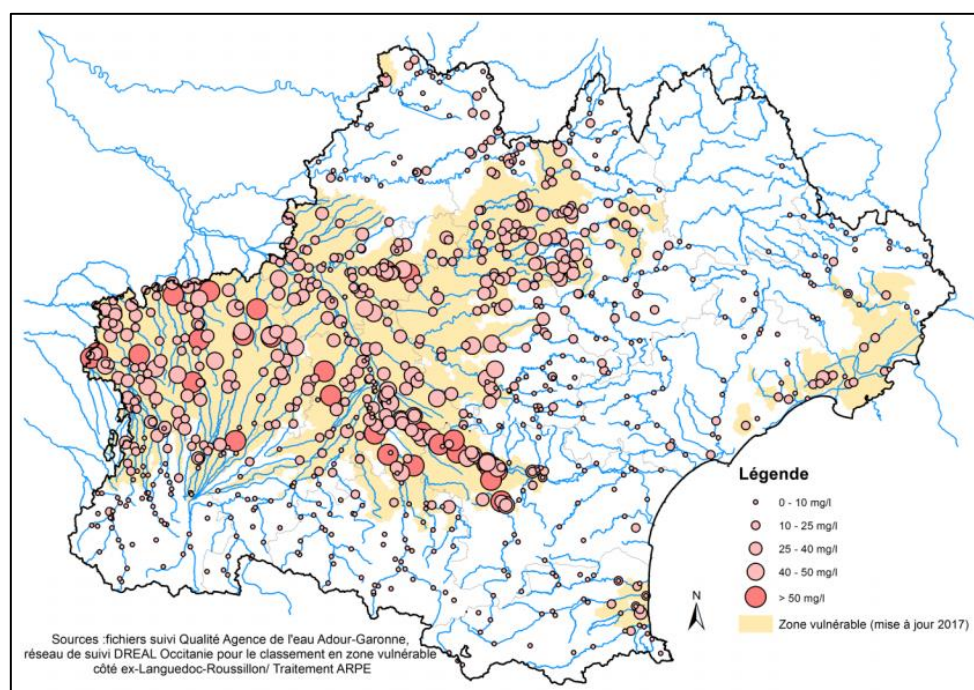 Légende
0 - 10 mg/l
10 - 25 mg/l
25 - 40 mg/l
40 - 50 mg/l
> 50 mg/l
Zone vulnérable (mise à jour 2017)
N
Sources :fichiers suivi Qualité Agence de l'eau Adour-Garonne,
réseau de suivi DREAL Occitanie pour le classement en zone vulnérable
côté ex-Languedoc-Roussillon/ Traitement ARPE